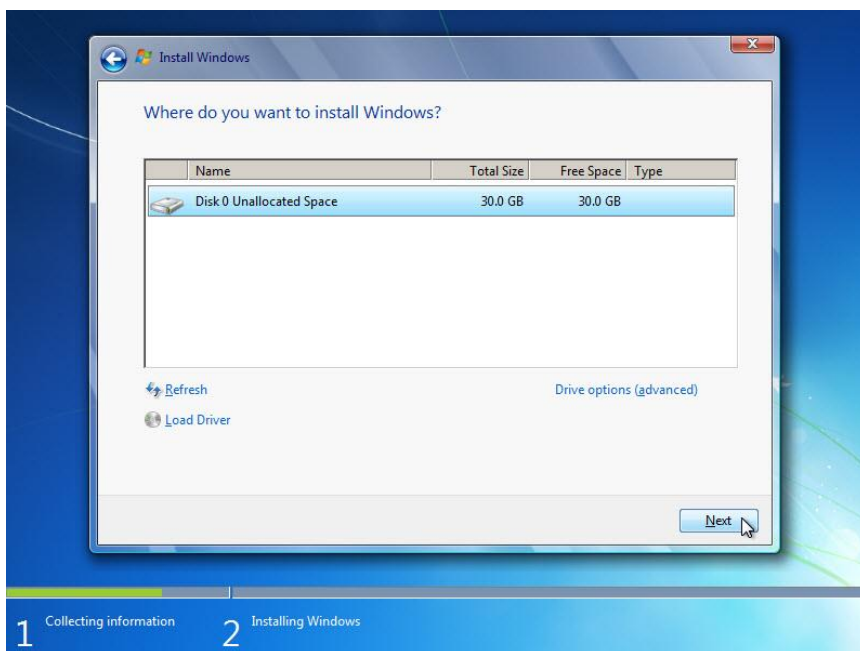 Install Windows
Where do you want to install Windows?
Name Total Size Free Space Type
Disk 0 Unallocated Space 30.0 GB 30.0 GB
Refresh Drive options (advanced)
Load Driver
Next
1 Collecting information 2 Installing Windows